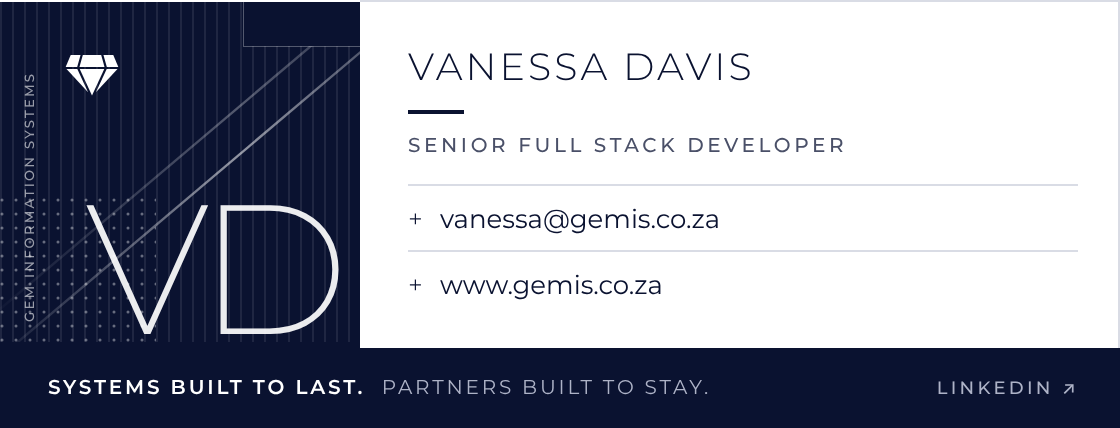 GEM INFORMATION SYSTEMS
VD
VANESSA DAVIS
SENIOR FULL STACK DEVELOPER
+ vanessa@gemis.co.za
+ www.gemis.co.za
SYSTEMS BUILT TO LAST. PARTNERS BUILT TO STAY.
LINKEDIN ↗